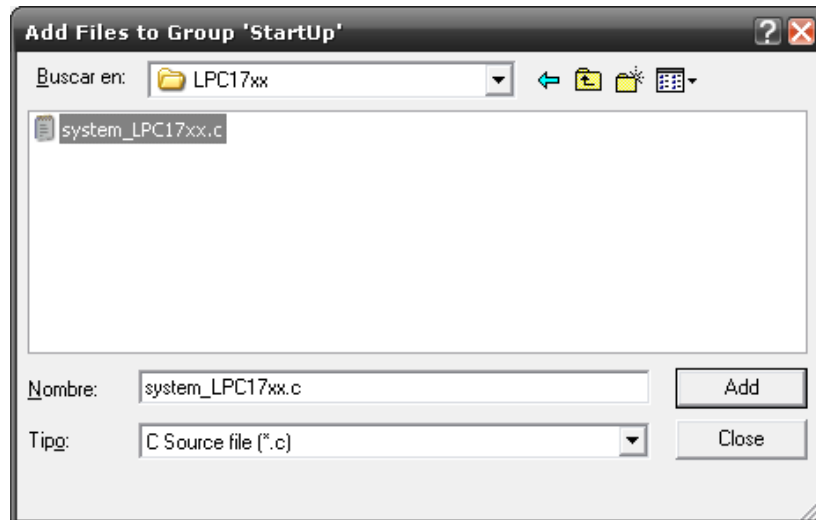 Add Files to Group 'StartUp'
Buscar en: LPC17xx
system_LPC17xx.c
Nombre: system_LPC17xx.c Add
Tipo: C Source file (*.c) Close